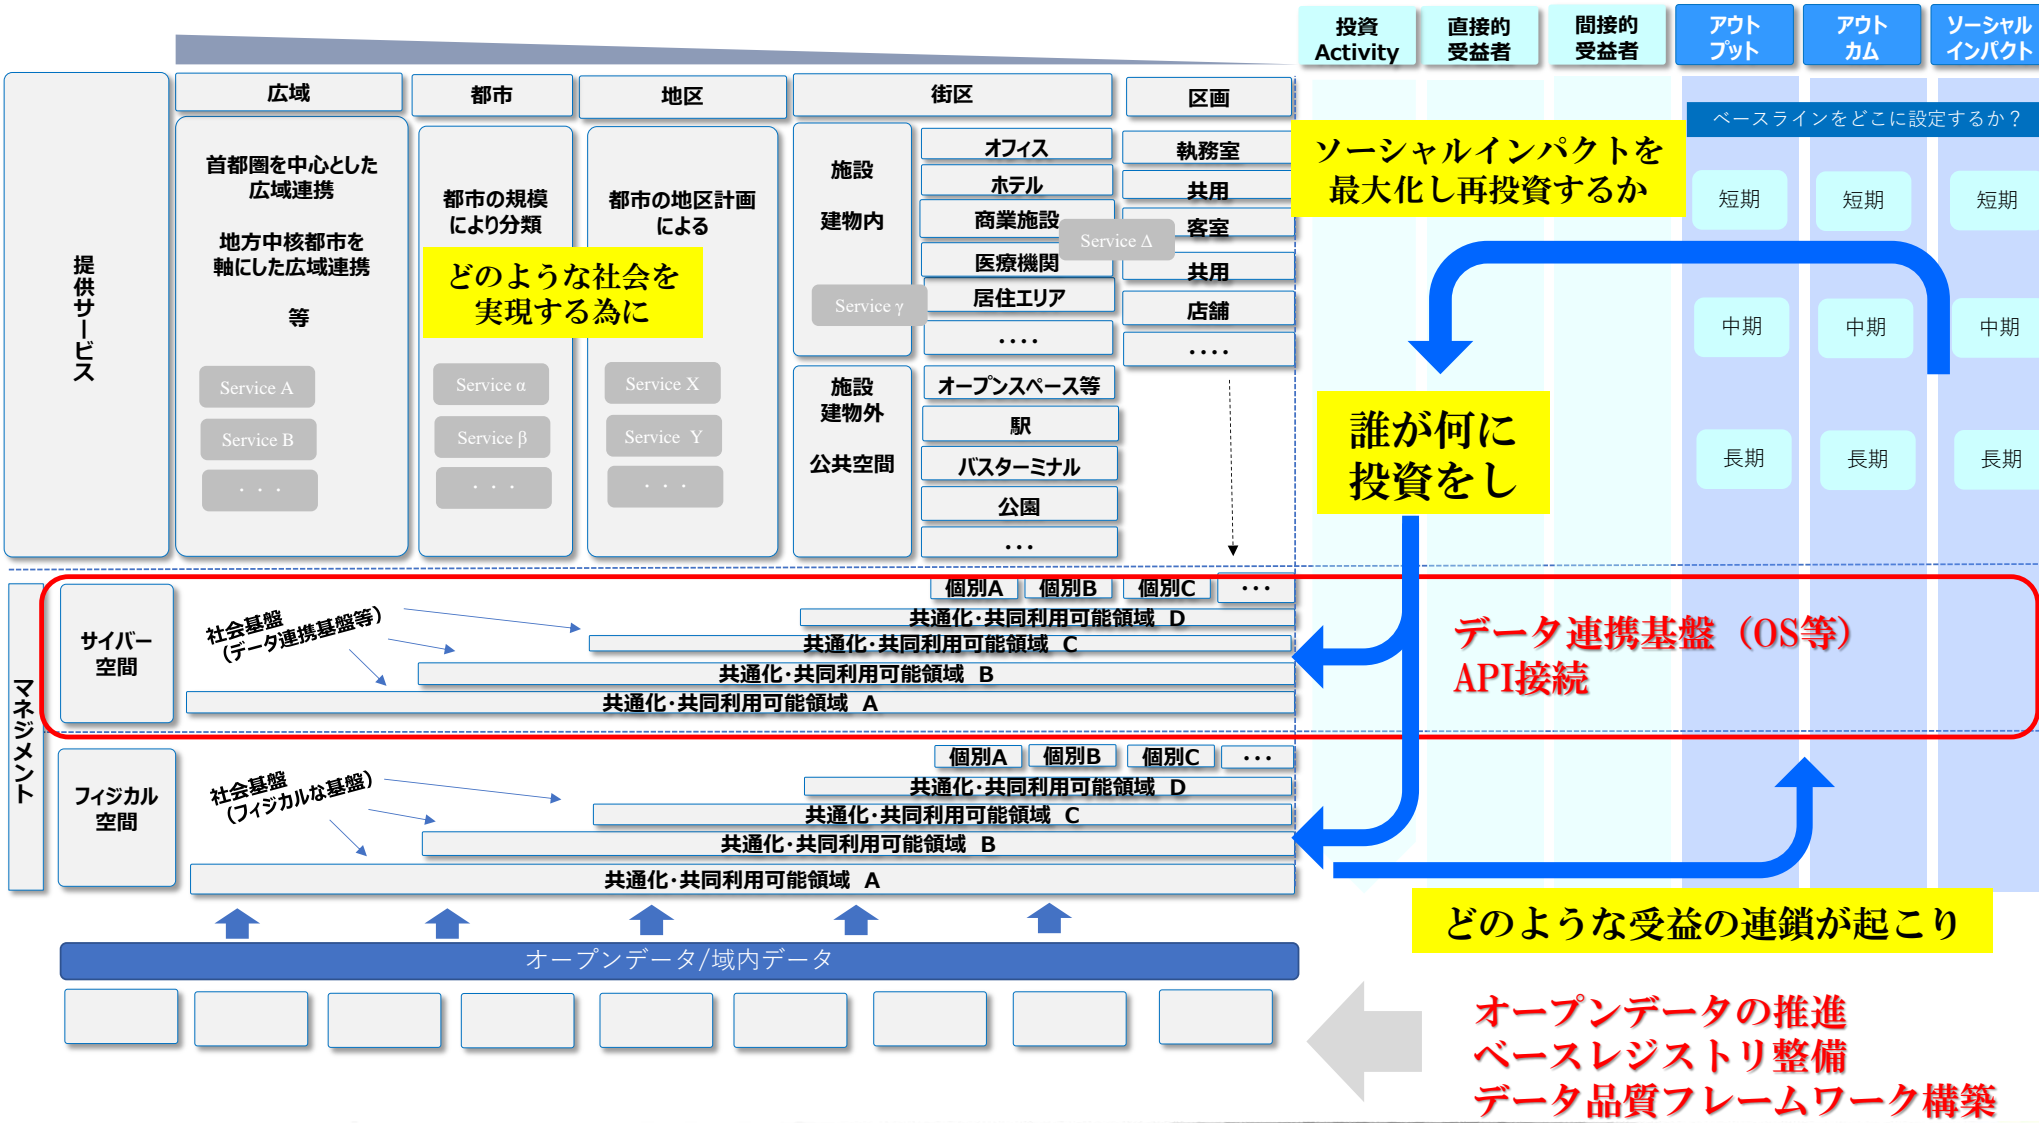 投資
Activity
直接的
受益者
間接的
受益者
アウト
プット
アウト
カム
ソーシャル
インパクト
広域
都市
地区
街区
区画
ベースラインをどこに設定するか？
提供サービス
首都圏を中心とした
広域連携
地方中核都市を
軸にした広域連携
等
Service A
Service B
・・・
都市の規模
により分類
Service α
Service β
・・・
都市の地区計画
による
Service X
Service Y
・・・
どのような社会を
実現する為に
施設
建物内
Service γ
施設
建物外
公共空間
オフィス
ホテル
商業施設
医療機関
居住エリア
・・・・
オープンスペース等
駅
バスターミナル
公園
・・・
Service Δ
執務室
共用
客室
共用
店舗
・・・・
ソーシャルインパクトを
最大化し再投資するか
短期
短期
短期
中期
中期
中期
長期
長期
長期
誰が何に
投資をし
マネジメント
サイバー
空間
社会基盤
（データ連携基盤等）
個別A
個別B
個別C
・・・
共通化・共同利用可能領域 D
共通化・共同利用可能領域 C
共通化・共同利用可能領域 B
共通化・共同利用可能領域 A
データ連携基盤（OS等）
API接続
フィジカル
空間
社会基盤
（フィジカルな基盤）
個別A
個別B
個別C
・・・
共通化・共同利用可能領域 D
共通化・共同利用可能領域 C
共通化・共同利用可能領域 B
共通化・共同利用可能領域 A
どのような受益の連鎖が起こり
オープンデータ/域内データ
オープンデータの推進
ベースレジストリ整備
データ品質フレームワーク構築